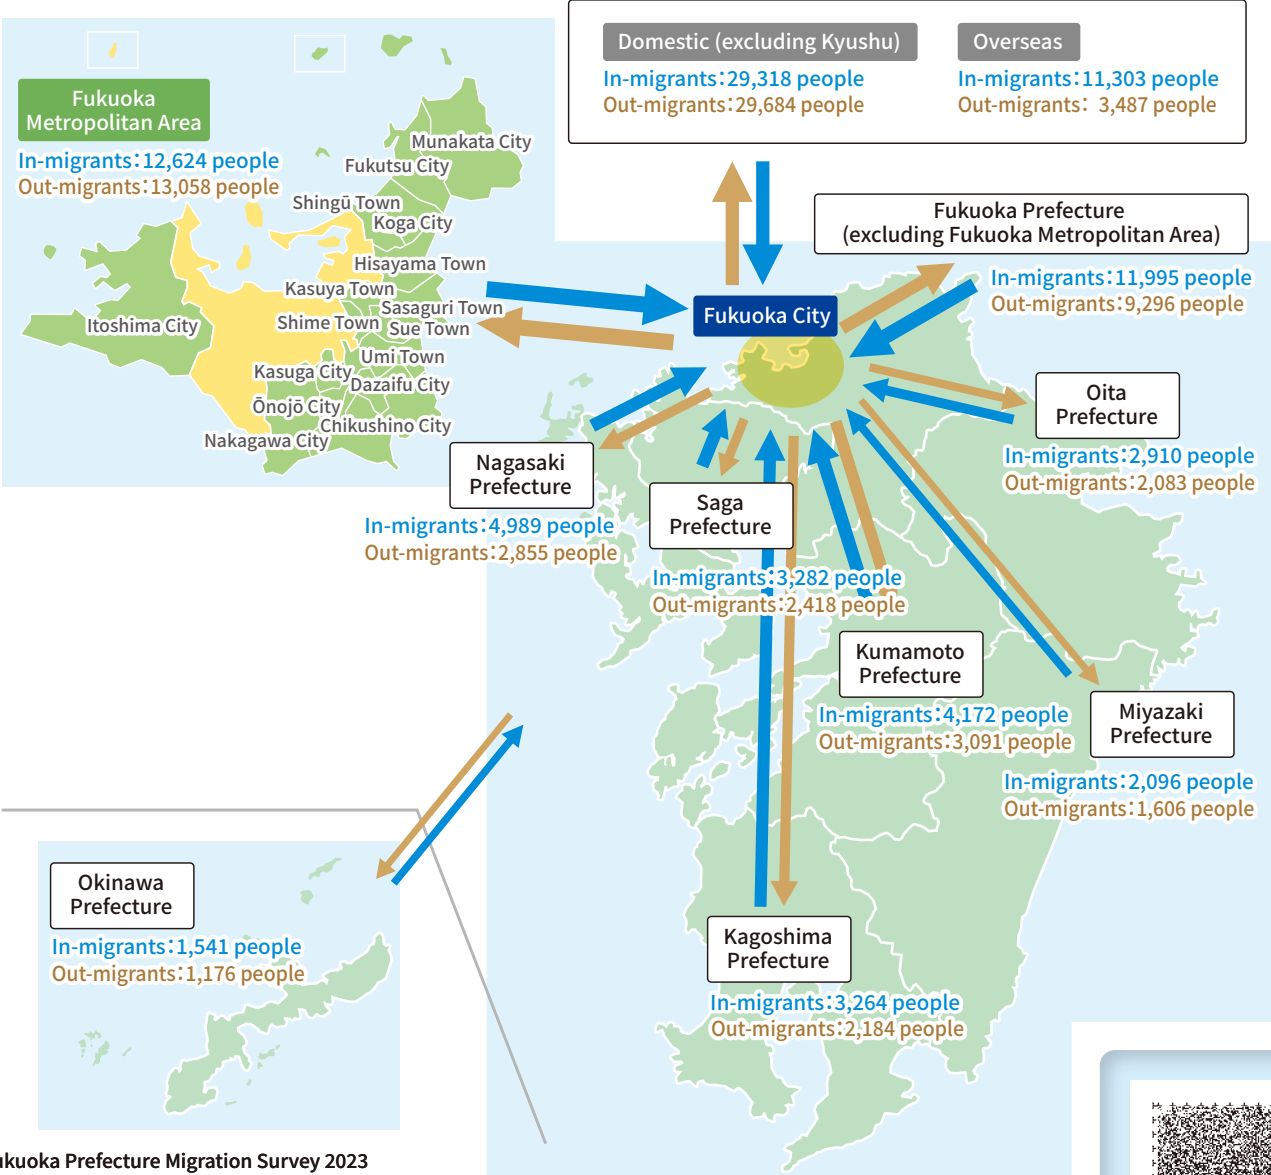 Domestic (excluding Kyushu)
In-migrants:29,318 people
Out-migrants:29,684 people
Overseas
In-migrants:11,303 people
Out-migrants: 3,487 people
Fukuoka
Metropolitan Area
In-migrants:12,624 people
Out-migrants:13,058 people
Munakata City
Fukutsu City
Shingū Town
Koga City
Hisayama Town
Kasuya Town
Sasaguri Town
Shime Town
Sue Town
Itoshima City
Umi Town
Kasuga City
Dazaifu City
Ōnojō City
Chikushino City
Nakagawa City
Fukuoka Prefecture
(excluding Fukuoka Metropolitan Area)
In-migrants:11,995 people
Out-migrants:9,296 people
Fukuoka City
Oita
Prefecture
In-migrants:2,910 people
Out-migrants:2,083 people
Nagasaki
Prefecture
In-migrants:4,989 people
Out-migrants:2,855 people
Saga
Prefecture
In-migrants:3,282 people
Out-migrants:2,418 people
Kumamoto
Prefecture
In-migrants:4,172 people
Out-migrants:3,091 people
Miyazaki
Prefecture
In-migrants:2,096 people
Out-migrants:1,606 people
Okinawa
Prefecture
In-migrants:1,541 people
Out-migrants:1,176 people
Kagoshima
Prefecture
In-migrants:3,264 people
Out-migrants:2,184 people
ukuoka Prefecture Migration Survey 2023